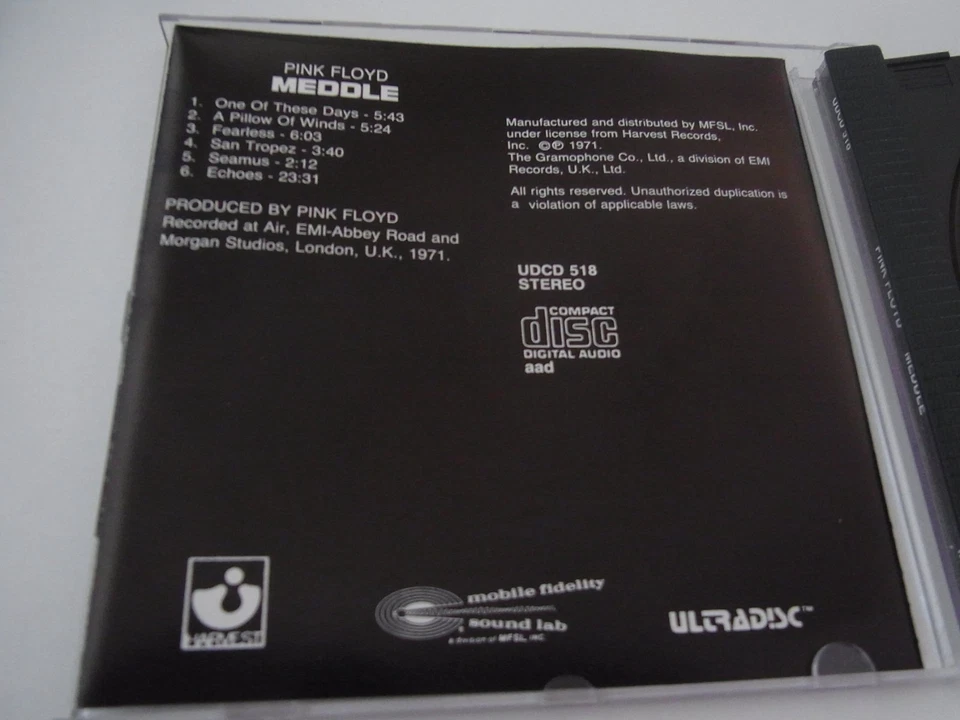 PINK FLOYD
MEDDLE
1. One Of These Days - 5:43
2. A Pillow Of Winds - 5:24
3. Fearless - 6:03
4. San Tropez - 3:40
5. Seamus - 2:12
6. Echoes - 23:31
PRODUCED BY PINK FLOYD
Recorded at Air, EMI-Abbey Road and
Morgan Studios, London, U.K., 1971.
Manufactured and distributed by MFSL, Inc.
under license from Harvest Records,
Inc. ©℗ 1971.
The Gramophone Co., Ltd., a division of EMI
Records, U.K., Ltd.
All rights reserved. Unauthorized duplication is
a violation of applicable laws.
UDCD 518
STEREO
COMPACT
disc
DIGITAL AUDIO
aad
HARVEST
mobile fidelity
sound lab
A division of MFSL, INC.
ULTRADISC™
PINK FLOYD MEDDLE